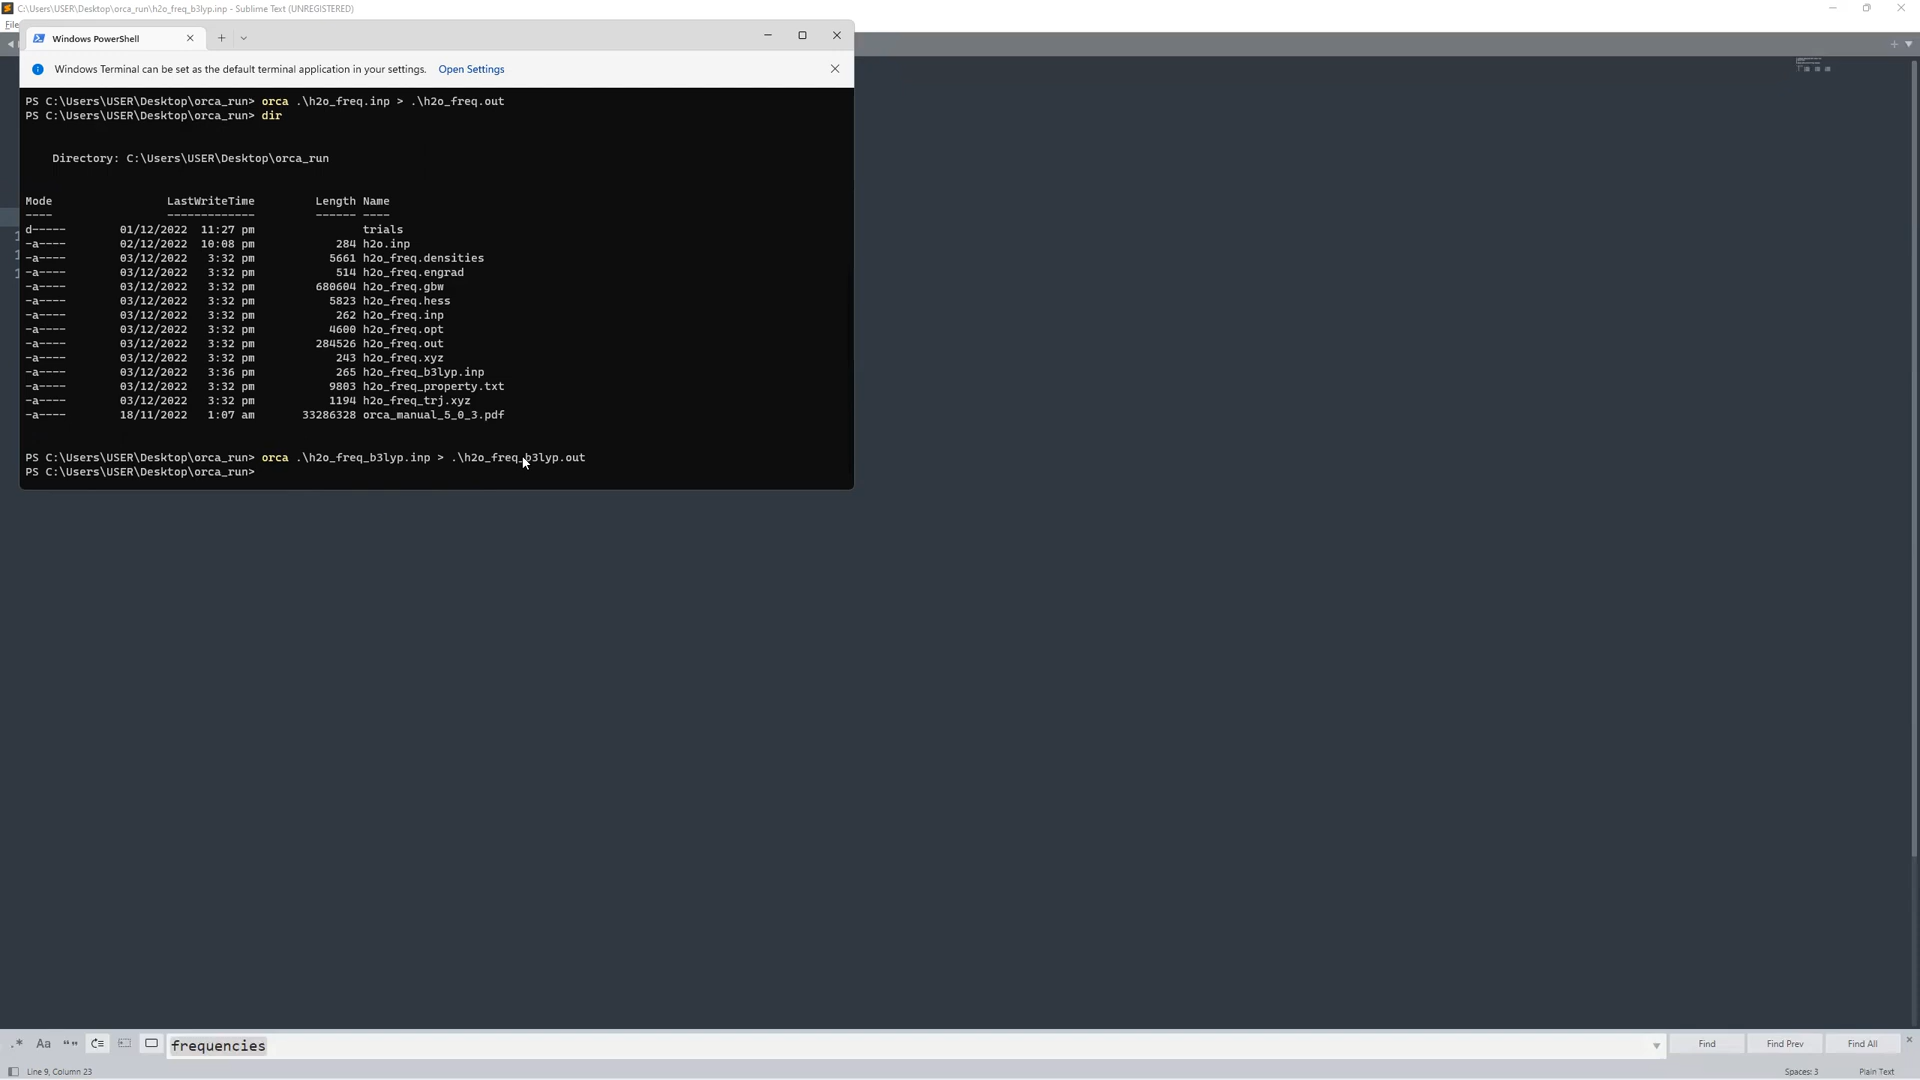 C:\Users\USER\Desktop\orca_run\h2o_freq_b3lyp.inp - Sublime Text (UNREGISTERED)
File
Windows PowerShell
Windows Terminal can be set as the default terminal application in your settings. Open Settings
PS C:\Users\USER\Desktop\orca_run> orca .\h2o_freq.inp > .\h2o_freq.out
PS C:\Users\USER\Desktop\orca_run> dir
Directory: C:\Users\USER\Desktop\orca_run
Mode LastWriteTime Length Name
---- ------------- ------ ----
d----- 01/12/2022 11:27 pm trials
-a---- 02/12/2022 10:08 pm 284 h2o.inp
-a---- 03/12/2022 3:32 pm 5661 h2o_freq.densities
-a---- 03/12/2022 3:32 pm 514 h2o_freq.engrad
-a---- 03/12/2022 3:32 pm 680604 h2o_freq.gbw
-a---- 03/12/2022 3:32 pm 5823 h2o_freq.hess
-a---- 03/12/2022 3:32 pm 262 h2o_freq.inp
-a---- 03/12/2022 3:32 pm 4600 h2o_freq.opt
-a---- 03/12/2022 3:32 pm 284526 h2o_freq.out
-a---- 03/12/2022 3:32 pm 243 h2o_freq.xyz
-a---- 03/12/2022 3:36 pm 265 h2o_freq_b3lyp.inp
-a---- 03/12/2022 3:32 pm 9803 h2o_freq_property.txt
-a---- 03/12/2022 3:32 pm 1194 h2o_freq_trj.xyz
-a---- 18/11/2022 1:07 am 33286328 orca_manual_5_0_3.pdf
PS C:\Users\USER\Desktop\orca_run> orca .\h2o_freq_b3lyp.inp > .\h2o_freq_b3lyp.out
PS C:\Users\USER\Desktop\orca_run>
.* Aa "" frequencies Find Find Prev Find All
Line 9, Column 23 Spaces: 3 Plain Text